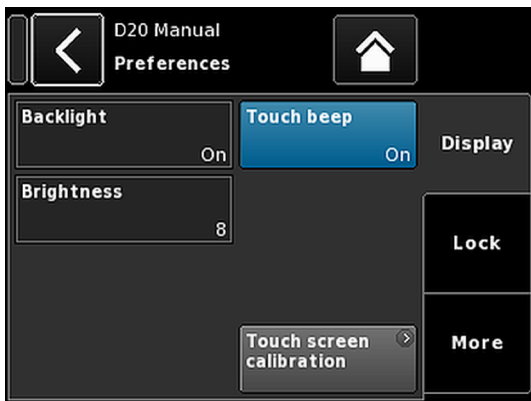 D20 Manual
Preferences
Backlight
On
Touch beep
On
Display
Brightness
8
Lock
Touch screen
calibration
More